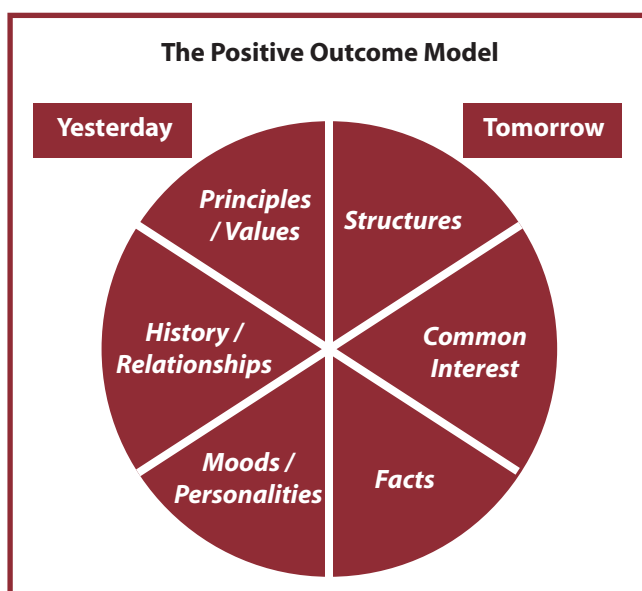 The Positive Outcome Model
Yesterday
Tomorrow
Principles
/ Values
Structures
History /
Relationships
Common
Interest
Moods /
Personalities
Facts